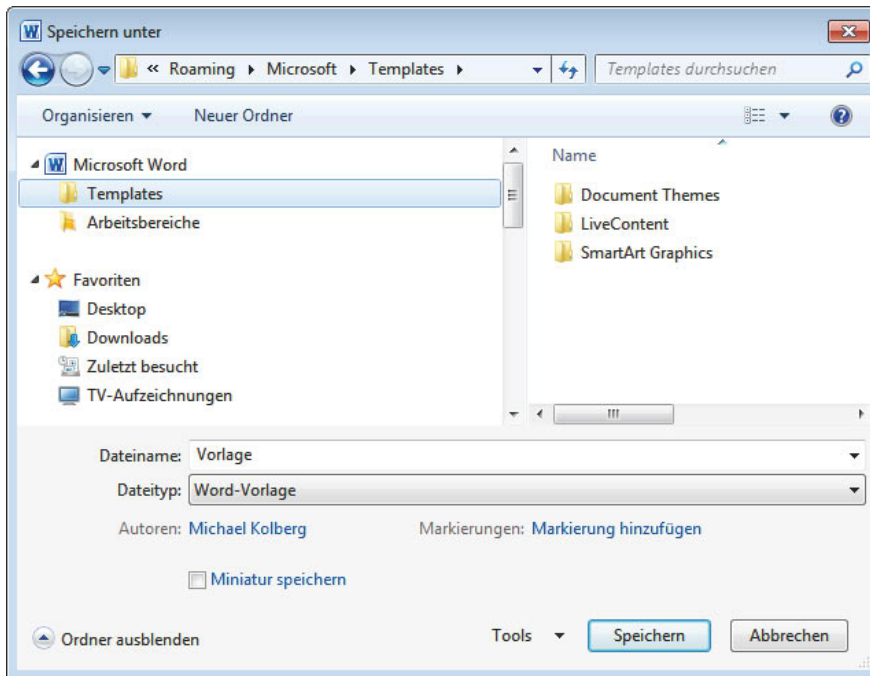 Speichern unter
« Roaming ▸ Microsoft ▸ Templates ▸ Templates durchsuchen
Organisieren Neuer Ordner
Microsoft Word
Templates
Arbeitsbereiche
Favoriten
Desktop
Downloads
Zuletzt besucht
TV-Aufzeichnungen
Name
Document Themes
LiveContent
SmartArt Graphics
Dateiname: Vorlage
Dateityp: Word-Vorlage
Autoren: Michael Kolberg Markierungen: Markierung hinzufügen
Miniatur speichern
Ordner ausblenden Tools Speichern Abbrechen